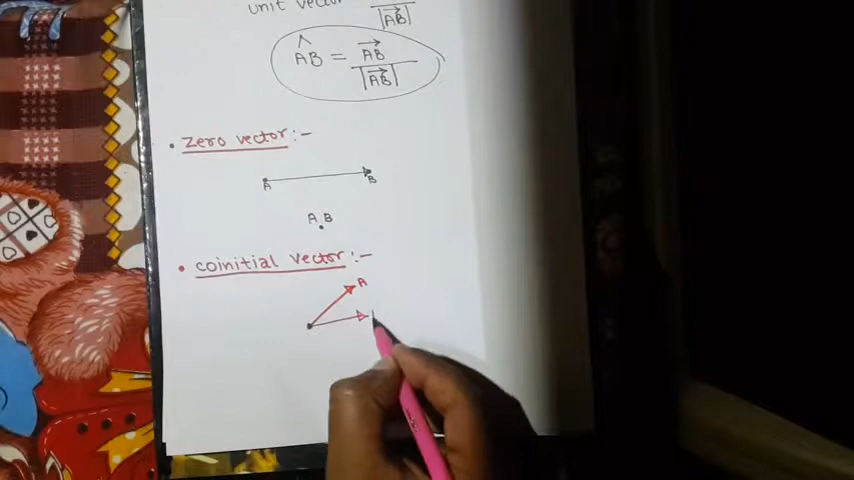 unit vector
|AB|
∧
AB = AB
|AB|
• Zero vector :-
A B
A B
• Coinitial Vector :-
A